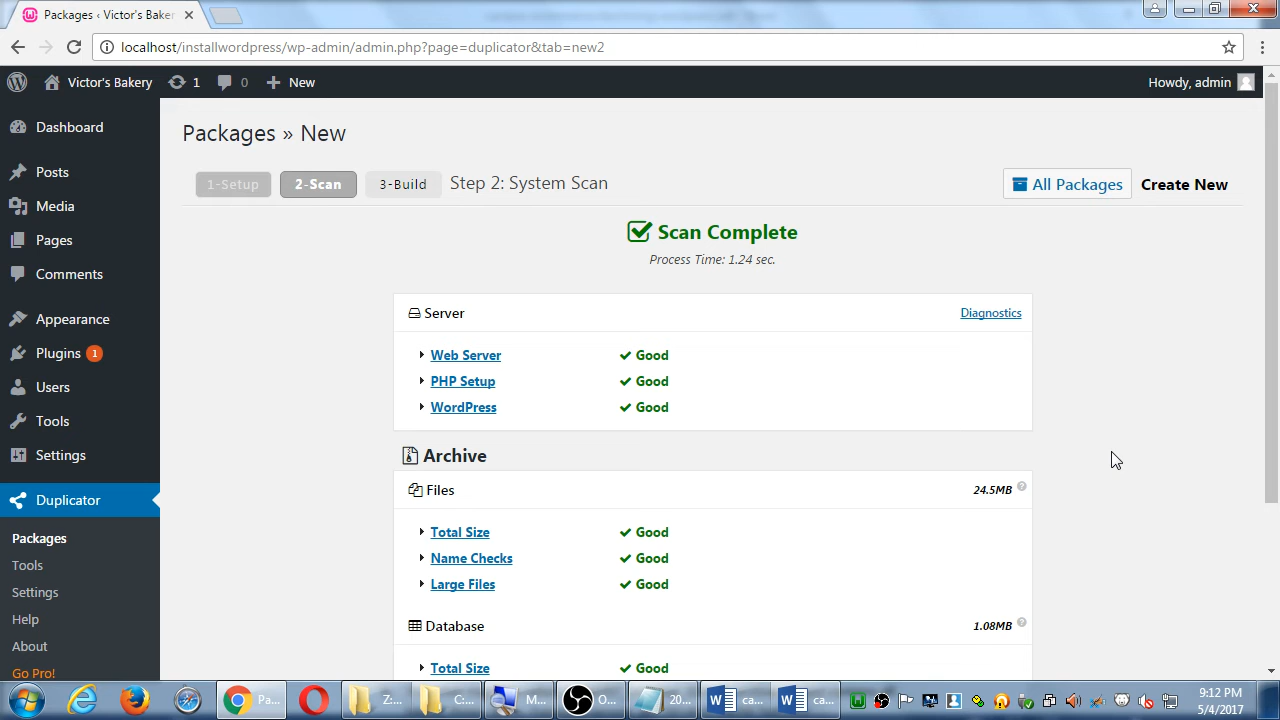 Packages ‹ Victor's Baker
localhost/installwordpress/wp-admin/admin.php?page=duplicator&tab=new2
Victor's Bakery 1 0 New Howdy, admin
Dashboard
Posts
Media
Pages
Comments
Appearance
Plugins 1
Users
Tools
Settings
Duplicator
Packages
Tools
Settings
Help
About
Go Pro!
Packages » New
1-Setup 2-Scan 3-Build Step 2: System Scan All Packages Create New
Scan Complete
Process Time: 1.24 sec.
Server Diagnostics
Web Server Good
PHP Setup Good
WordPress Good
Archive
Files 24.5MB ?
Total Size Good
Name Checks Good
Large Files Good
Database 1.08MB ?
Total Size Good
Pa... Z:... C:... M... O... 20... ca... ca... 9:12 PM
5/4/2017